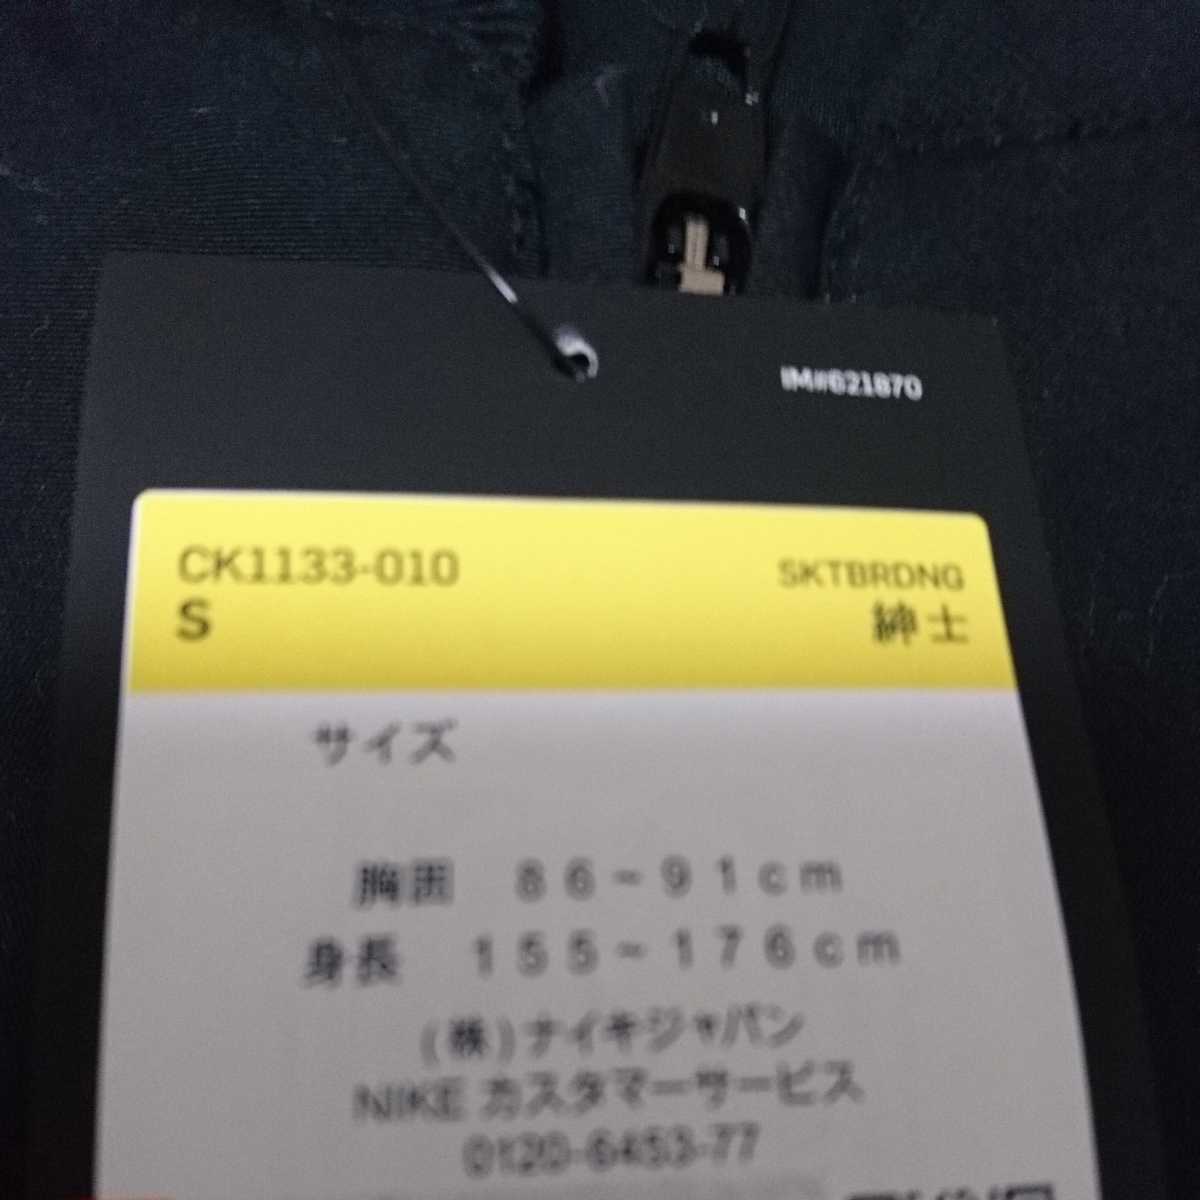 IM#621870
CK1133-010
SKTBRDNG
S
紳士
サイズ
胸囲 86~91cm
身長 155~176cm
(株)ナイキジャパン
NIKE カスタマーサービス
0120-6453-77